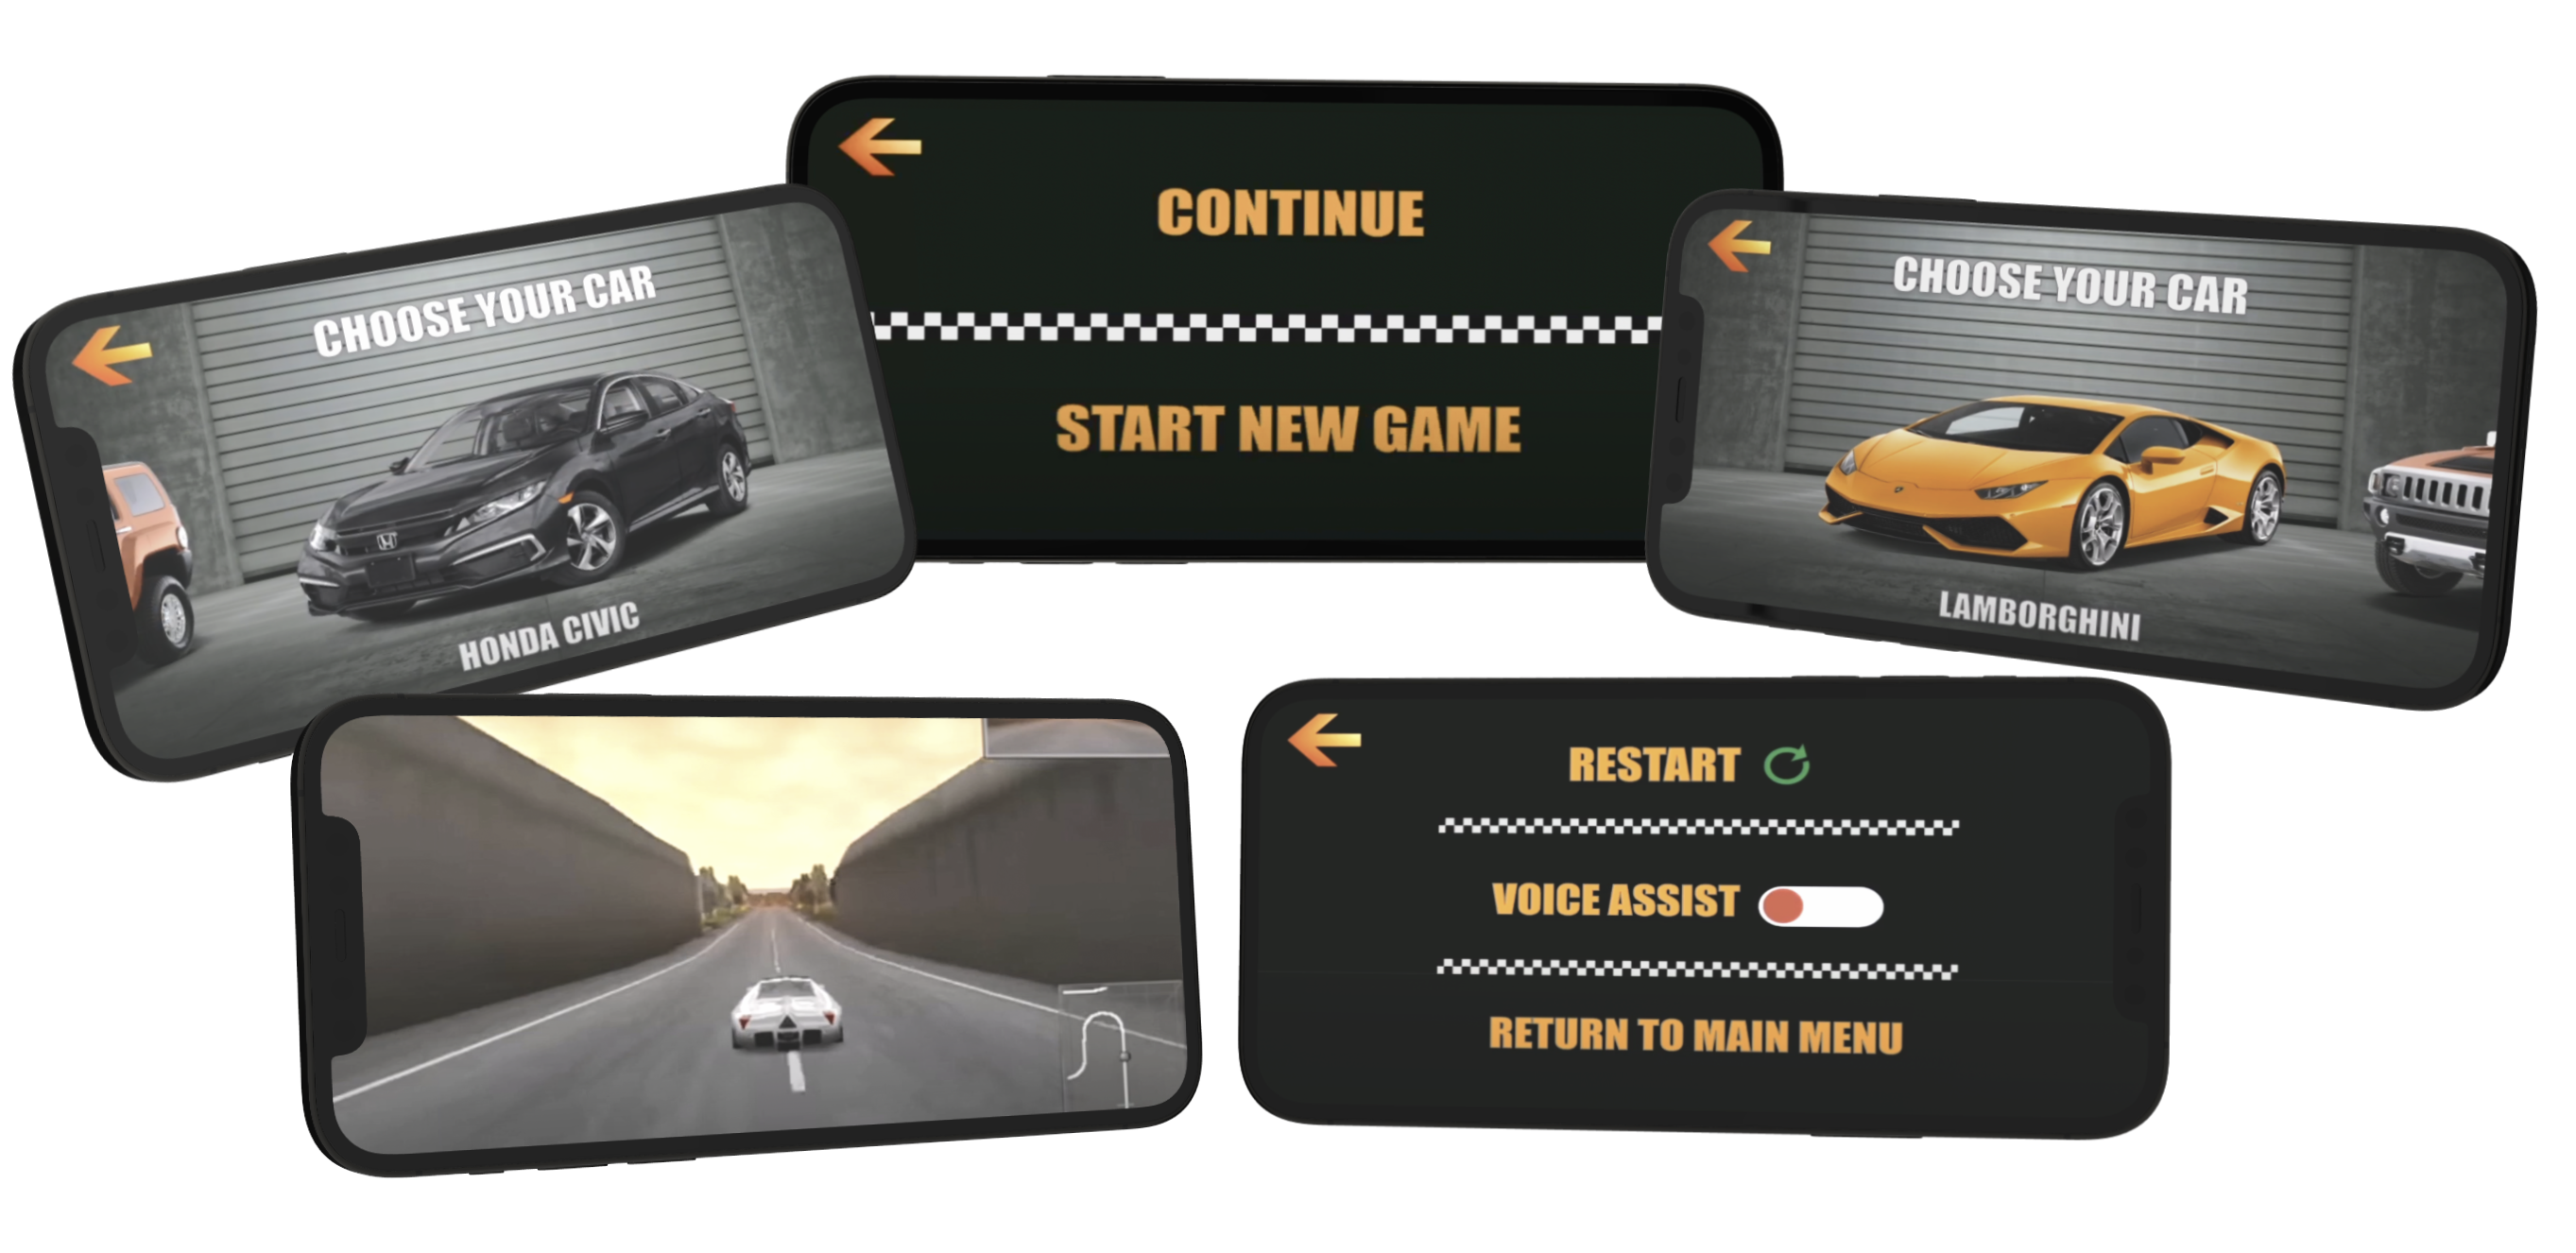 CONTINUE
START NEW GAME
CHOOSE YOUR CAR
HONDA CIVIC
CHOOSE YOUR CAR
LAMBORGHINI
RESTART
VOICE ASSIST
RETURN TO MAIN MENU